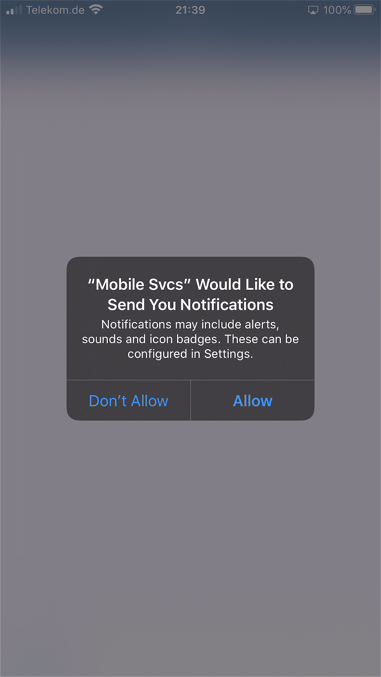 Telekom.de 21:39 100%
“Mobile Svcs” Would Like to
Send You Notifications
Notifications may include alerts,
sounds and icon badges. These can be
configured in Settings.
Don’t Allow Allow